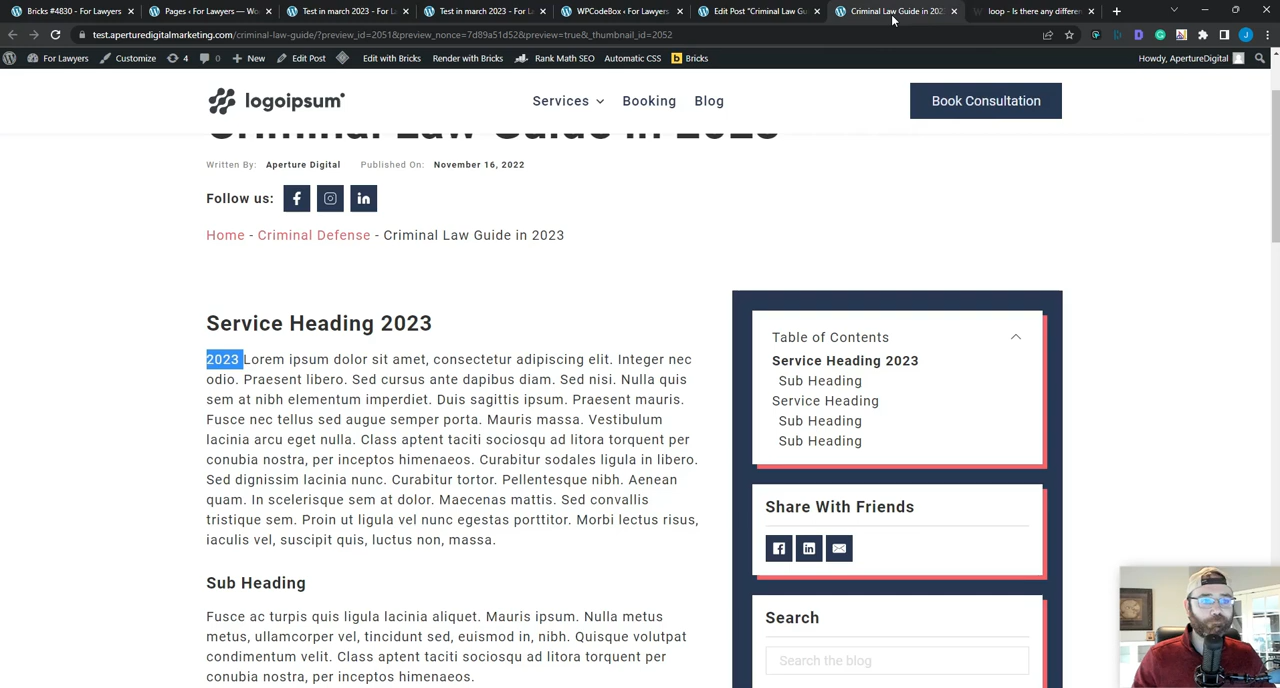 Bricks #4830 - For Lawyers
Pages ‹ For Lawyers — Wo
Test in march 2023 - For La
Test in march 2023 - For L
WPCodeBox ‹ For Lawyers
Edit Post "Criminal Law Gu
Criminal Law Guide in 202
loop - Is there any differen
test.aperturedigitalmarketing.com/criminal-law-guide/?preview_id=2051&preview_nonce=7d89a51d52&preview=true&_thumbnail_id=2052
For Lawyers
Customize
4
0
New
Edit Post
Edit with Bricks
Render with Bricks
Rank Math SEO
Automatic CSS
Bricks
Howdy, ApertureDigital
logoipsum
Services
Booking
Blog
Book Consultation
Criminal Law Guide in 2023
Written By: Aperture Digital Published On: November 16, 2022
Follow us:
Home - Criminal Defense - Criminal Law Guide in 2023
Service Heading 2023
2023 Lorem ipsum dolor sit amet, consectetur adipiscing elit. Integer nec
odio. Praesent libero. Sed cursus ante dapibus diam. Sed nisi. Nulla quis
sem at nibh elementum imperdiet. Duis sagittis ipsum. Praesent mauris.
Fusce nec tellus sed augue semper porta. Mauris massa. Vestibulum
lacinia arcu eget nulla. Class aptent taciti sociosqu ad litora torquent per
conubia nostra, per inceptos himenaeos. Curabitur sodales ligula in libero.
Sed dignissim lacinia nunc. Curabitur tortor. Pellentesque nibh. Aenean
quam. In scelerisque sem at dolor. Maecenas mattis. Sed convallis
tristique sem. Proin ut ligula vel nunc egestas porttitor. Morbi lectus risus,
iaculis vel, suscipit quis, luctus non, massa.
Sub Heading
Fusce ac turpis quis ligula lacinia aliquet. Mauris ipsum. Nulla metus
metus, ullamcorper vel, tincidunt sed, euismod in, nibh. Quisque volutpat
condimentum velit. Class aptent taciti sociosqu ad litora torquent per
conubia nostra, per inceptos himenaeos.
Table of Contents
Service Heading 2023
Sub Heading
Service Heading
Sub Heading
Sub Heading
Share With Friends
Search
Search the blog